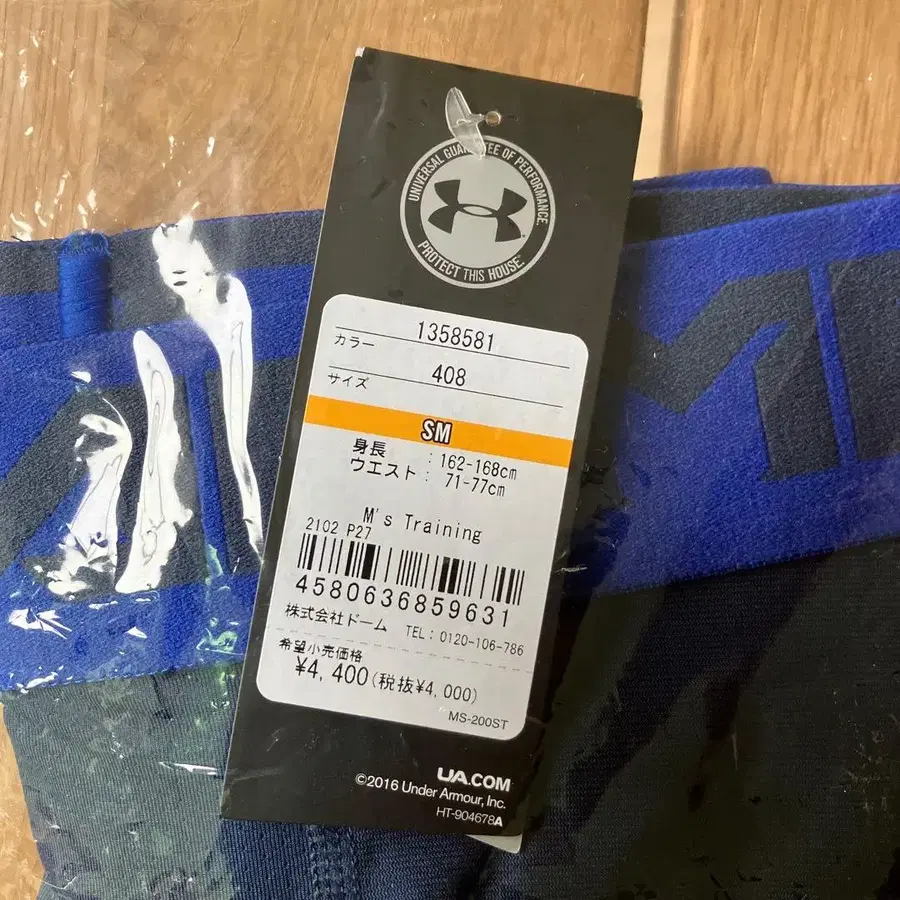 UNIVERSAL GUARANTEE OF PERFORMANCE.
PROTECT THIS HOUSE.
1358581
カラー
408
サイズ
SM
身長 : 162-168cm
ウエスト : 71-77cm
M's Training
2102 P27
4580636859631
株式会社ドーム TEL: 0120-106-786
希望小売価格
¥4,400(税抜¥4,000)
MS-200ST
UA.COM
©2016 Under Armour, Inc.
HT-904678A